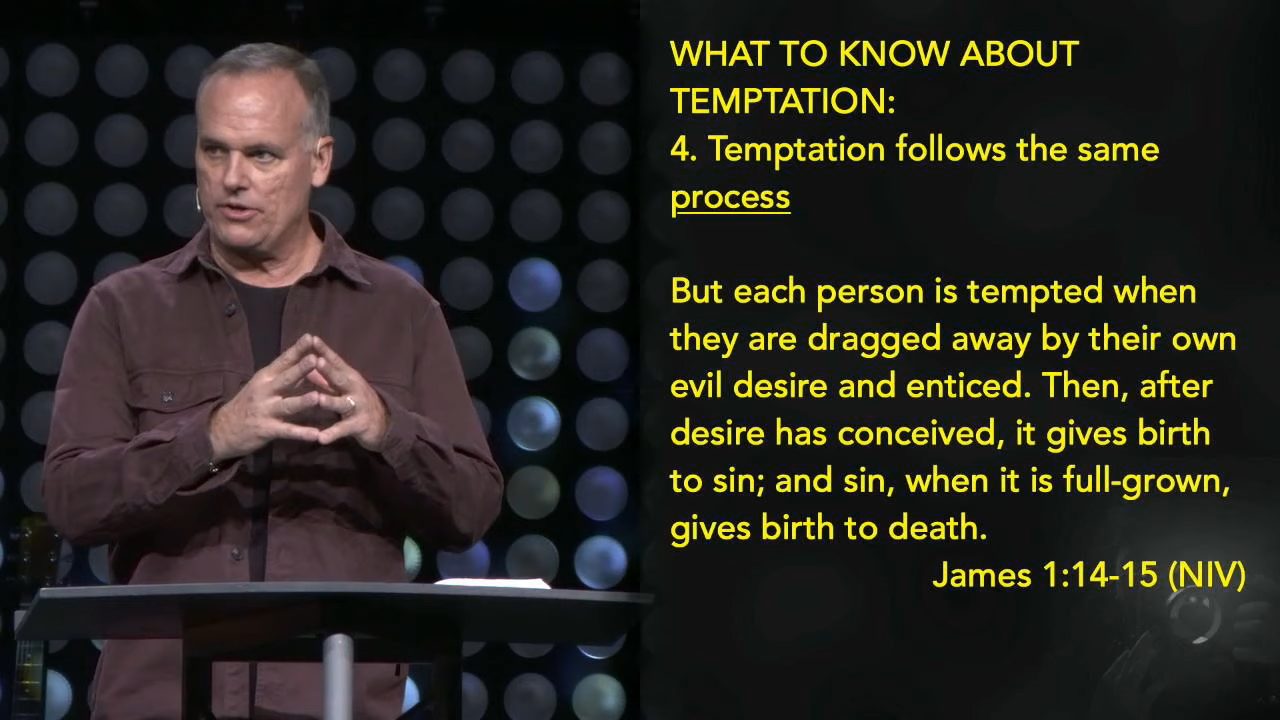 WHAT TO KNOW ABOUT
TEMPTATION:
4. Temptation follows the same
process
But each person is tempted when
they are dragged away by their own
evil desire and enticed. Then, after
desire has conceived, it gives birth
to sin; and sin, when it is full-grown,
gives birth to death.
James 1:14-15 (NIV)